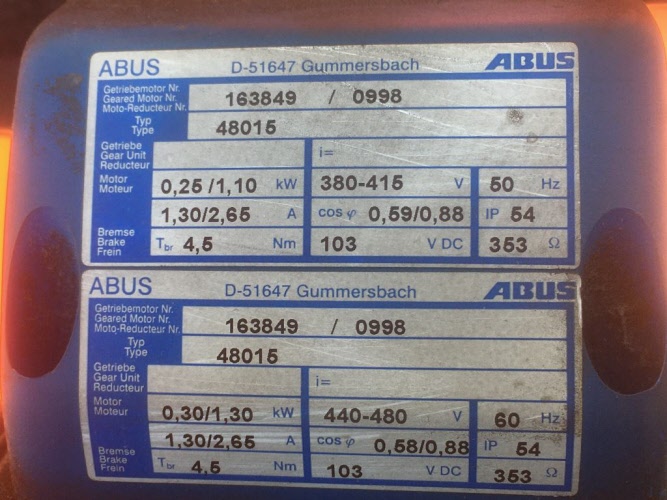 ABUS D-51647 Gummersbach ABUS
Getriebemotor Nr.
Geared Motor Nr. 163849 / 0998
Moto-Reducteur Nr.
Typ
Type 48015
Getriebe
Gear Unit i=
Reducteur
Motor
Moteur 0,25 /1,10 kW 380-415 V 50 Hz
1,30/2,65 A cos φ 0,59/0,88 IP 54
Bremse
Brake Tbr 4,5 Nm 103 V DC 353 Ω
Frein
ABUS D-51647 Gummersbach ABUS
Getriebemotor Nr.
Geared Motor Nr. 163849 / 0998
Moto-Reducteur Nr.
Typ
Type 48015
Getriebe
Gear Unit i=
Reducteur
Motor
Moteur 0,30/1,30 kW 440-480 V 60 Hz
1,30/2,65 A cos φ 0,58/0,88 IP 54
Bremse
Brake Tbr 4,5 Nm 103 V DC 353 Ω
Frein